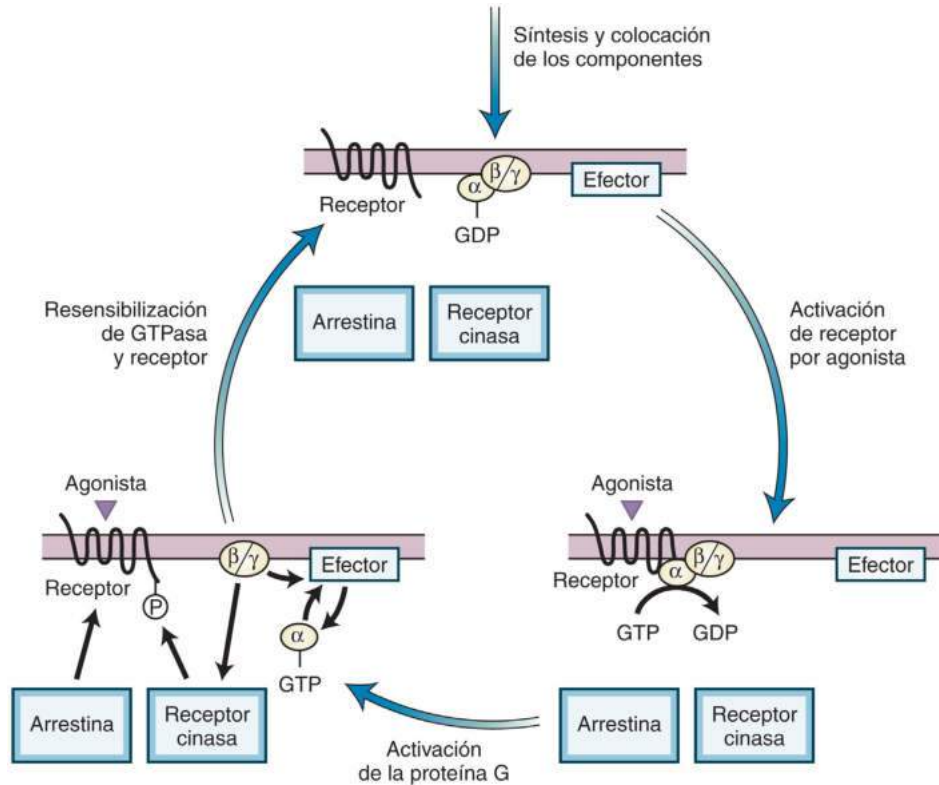 Síntesis y colocación
de los componentes
α
β/γ
Efector
Receptor
GDP
Arrestina
Receptor
cinasa
Resensibilización
de GTPasa
y receptor
Activación
de receptor
por agonista
Agonista
β/γ
Efector
Receptor
P
α
GTP
Arrestina
Receptor
cinasa
Agonista
α
β/γ
Efector
Receptor
GTP
GDP
Arrestina
Receptor
cinasa
Activación
de la proteína G